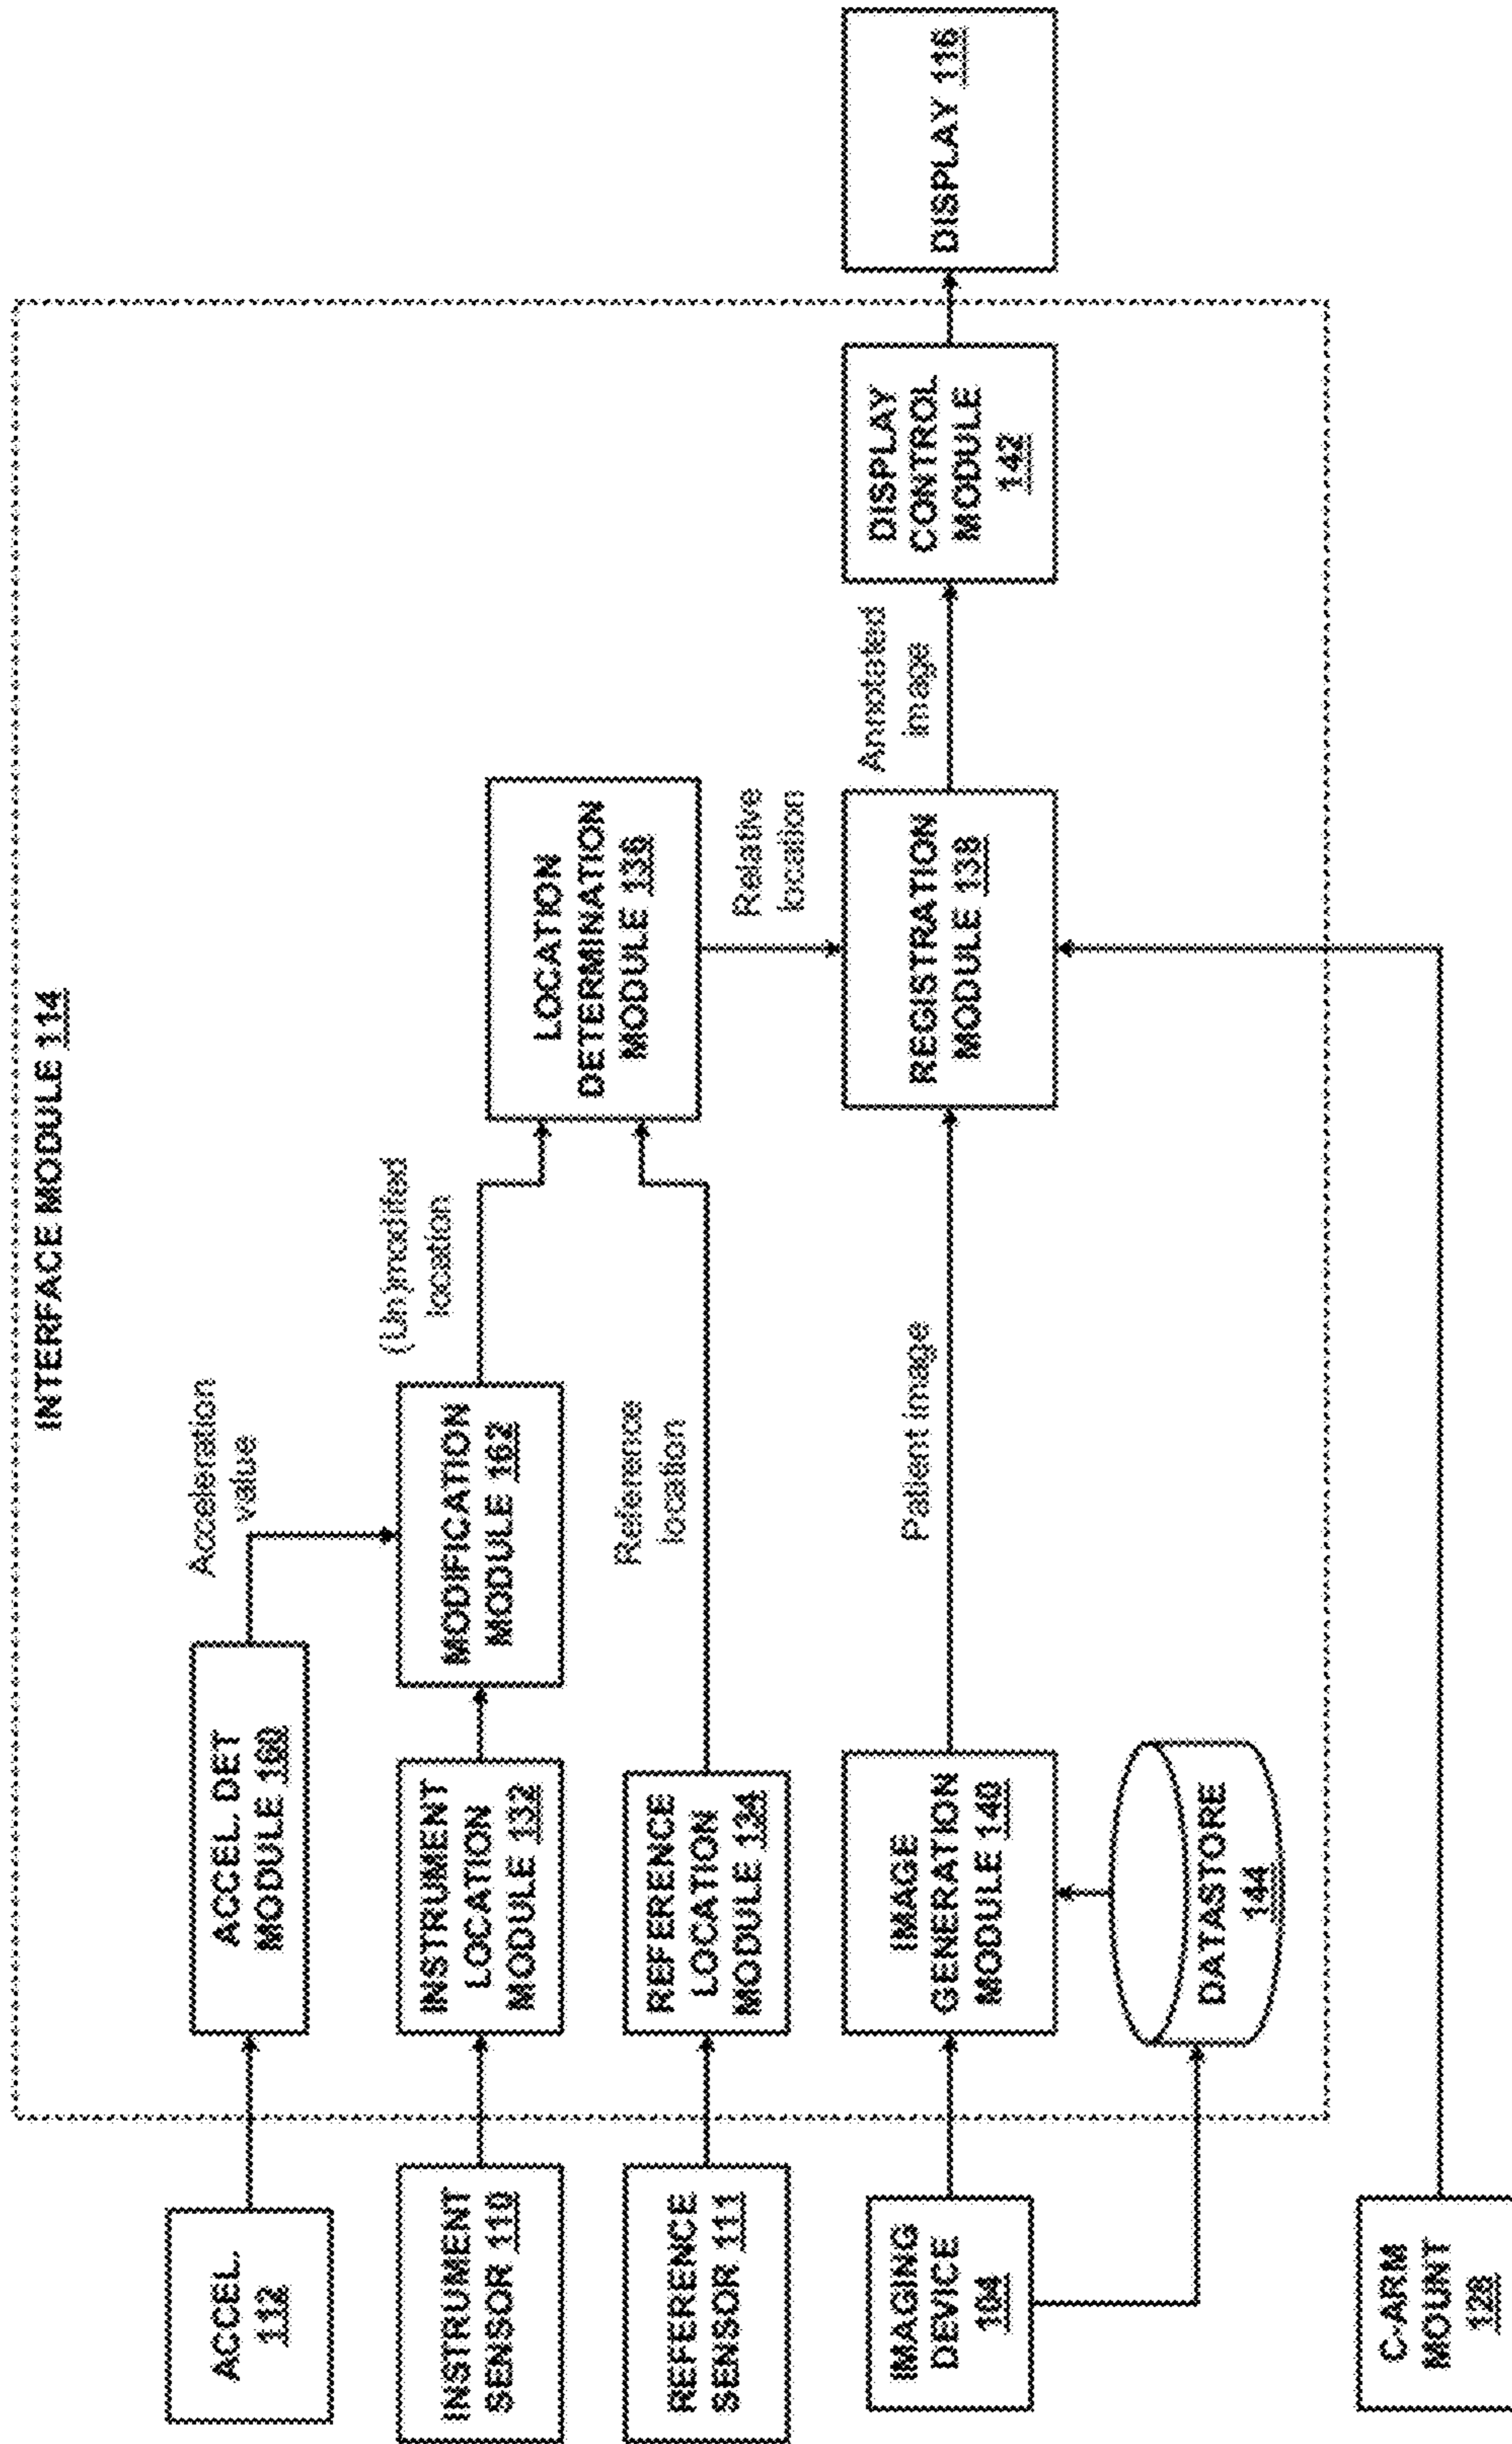 INTERFACE MODULE 114
ACCEL
112
ACCEL DET
MODULE 160
Acceleration
value
INSTRUMENT
SENSOR 110
INSTRUMENT
LOCATION
MODULE 132
MODIFICATION
MODULE 162
(Un)modified
location
REFERENCE
SENSOR 111
REFERENCE
LOCATION
MODULE 134
Reference
location
LOCATION
DETERMINATION
MODULE 136
Relative
location
IMAGING
DEVICE
104
IMAGE
GENERATION
MODULE 140
Patient image
REGISTRATION
MODULE 138
Annotated
image
DISPLAY
CONTROL
MODULE
142
DISPLAY 116
DATASTORE
144
C-ARM
MOUNT
128